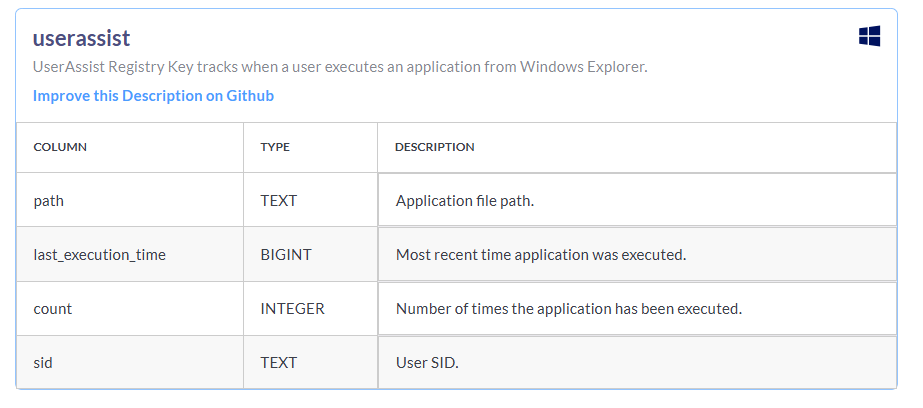 userassist
UserAssist Registry Key tracks when a user executes an application from Windows Explorer.
Improve this Description on Github
COLUMN TYPE DESCRIPTION
path TEXT Application file path.
last_execution_time BIGINT Most recent time application was executed.
count INTEGER Number of times the application has been executed.
sid TEXT User SID.